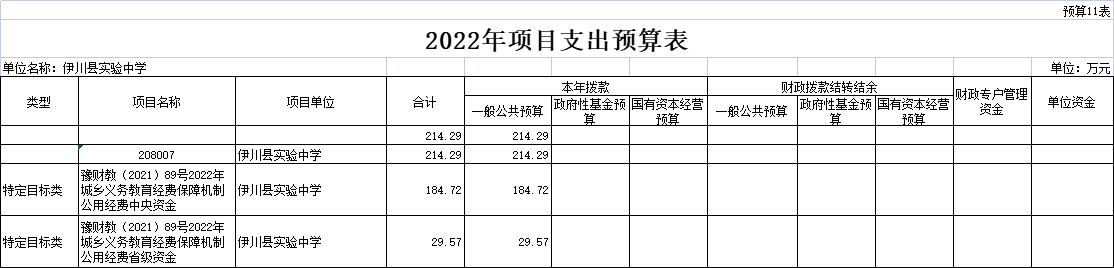 预算11表
2022年项目支出预算表
单位名称：伊川县实验中学 单位：万元
类型 项目名称 项目单位 合计 本年拨款 财政拨款结转结余 财政专户管理资金 单位资金
一般公共预算 政府性基金预算 国有资本经营预算 一般公共预算 政府性基金预算 国有资本经营预算
214.29 214.29
208007 伊川县实验中学 214.29 214.29
特定目标类 豫财教（2021）89号2022年城乡义务教育经费保障机制公用经费中央资金 伊川县实验中学 184.72 184.72
特定目标类 豫财教（2021）89号2022年城乡义务教育经费保障机制公用经费省级资金 伊川县实验中学 29.57 29.57